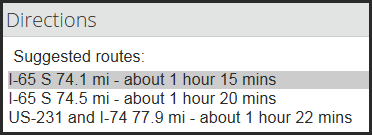 Directions
Suggested routes:
I-65 S 74.1 mi - about 1 hour 15 mins
I-65 S 74.5 mi - about 1 hour 20 mins
US-231 and I-74 77.9 mi - about 1 hour 22 mins